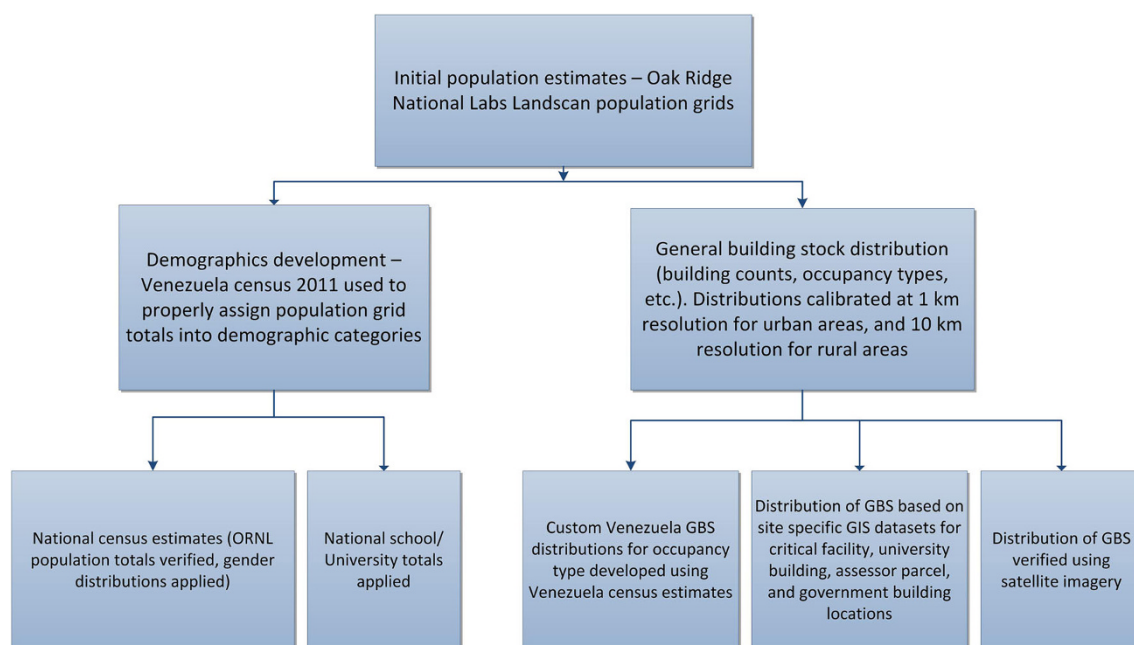 Initial population estimates – Oak Ridge
National Labs Landscan population grids
Demographics development –
Venezuela census 2011 used to
properly assign population grid
totals into demographic categories
General building stock distribution
(building counts, occupancy types,
etc.). Distributions calibrated at 1 km
resolution for urban areas, and 10 km
resolution for rural areas
National census estimates (ORNL
population totals verified, gender
distributions applied)
National school/
University totals
applied
Custom Venezuela GBS
distributions for occupancy
type developed using
Venezuela census estimates
Distribution of GBS based on
site specific GIS datasets for
critical facility, university
building, assessor parcel,
and government building
locations
Distribution of GBS
verified using
satellite imagery